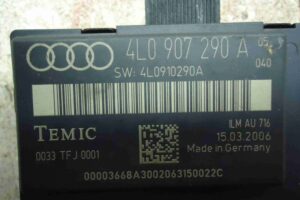 4L0 907 290 A 05
040
SW: 4L0910290A
TEMIC
ILM AU 716
15.03.2006
0033 TFJ 0001
Made in Germany
00003668A3002063150022C